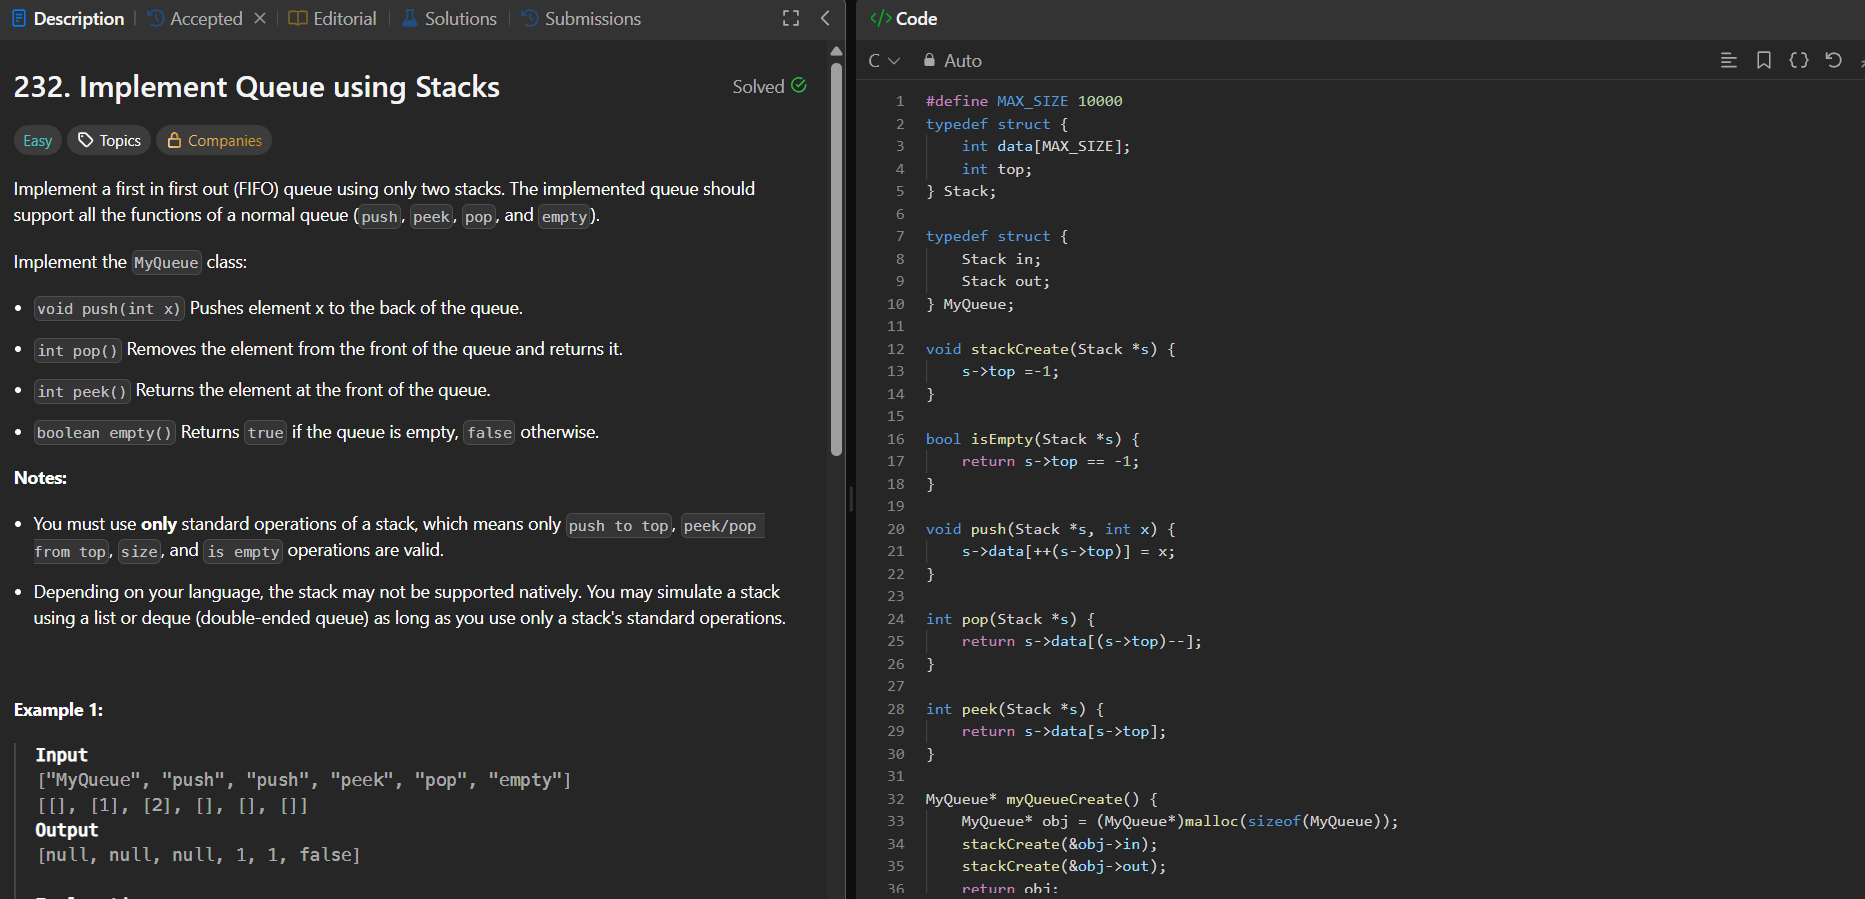 Description | Accepted × | Editorial | Solutions | Submissions
232. Implement Queue using Stacks
Solved
Easy Topics Companies
Implement a first in first out (FIFO) queue using only two stacks. The implemented queue should
support all the functions of a normal queue (push, peek, pop, and empty).
Implement the MyQueue class:
• void push(int x) Pushes element x to the back of the queue.
• int pop() Removes the element from the front of the queue and returns it.
• int peek() Returns the element at the front of the queue.
• boolean empty() Returns true if the queue is empty, false otherwise.
Notes:
• You must use only standard operations of a stack, which means only push to top, peek/pop
from top, size, and is empty operations are valid.
• Depending on your language, the stack may not be supported natively. You may simulate a stack
using a list or deque (double-ended queue) as long as you use only a stack's standard operations.
Example 1:
Input
["MyQueue", "push", "push", "peek", "pop", "empty"]
[[], [1], [2], [], [], []]
Output
[null, null, null, 1, 1, false]
</> Code
C Auto
1 #define MAX_SIZE 10000
2 typedef struct {
3     int data[MAX_SIZE];
4     int top;
5 } Stack;
6
7 typedef struct {
8     Stack in;
9     Stack out;
10 } MyQueue;
11
12 void stackCreate(Stack *s) {
13     s->top =-1;
14 }
15
16 bool isEmpty(Stack *s) {
17     return s->top == -1;
18 }
19
20 void push(Stack *s, int x) {
21     s->data[++(s->top)] = x;
22 }
23
24 int pop(Stack *s) {
25     return s->data[(s->top)--];
26 }
27
28 int peek(Stack *s) {
29     return s->data[s->top];
30 }
31
32 MyQueue* myQueueCreate() {
33     MyQueue* obj = (MyQueue*)malloc(sizeof(MyQueue));
34     stackCreate(&obj->in);
35     stackCreate(&obj->out);
36     return obj;